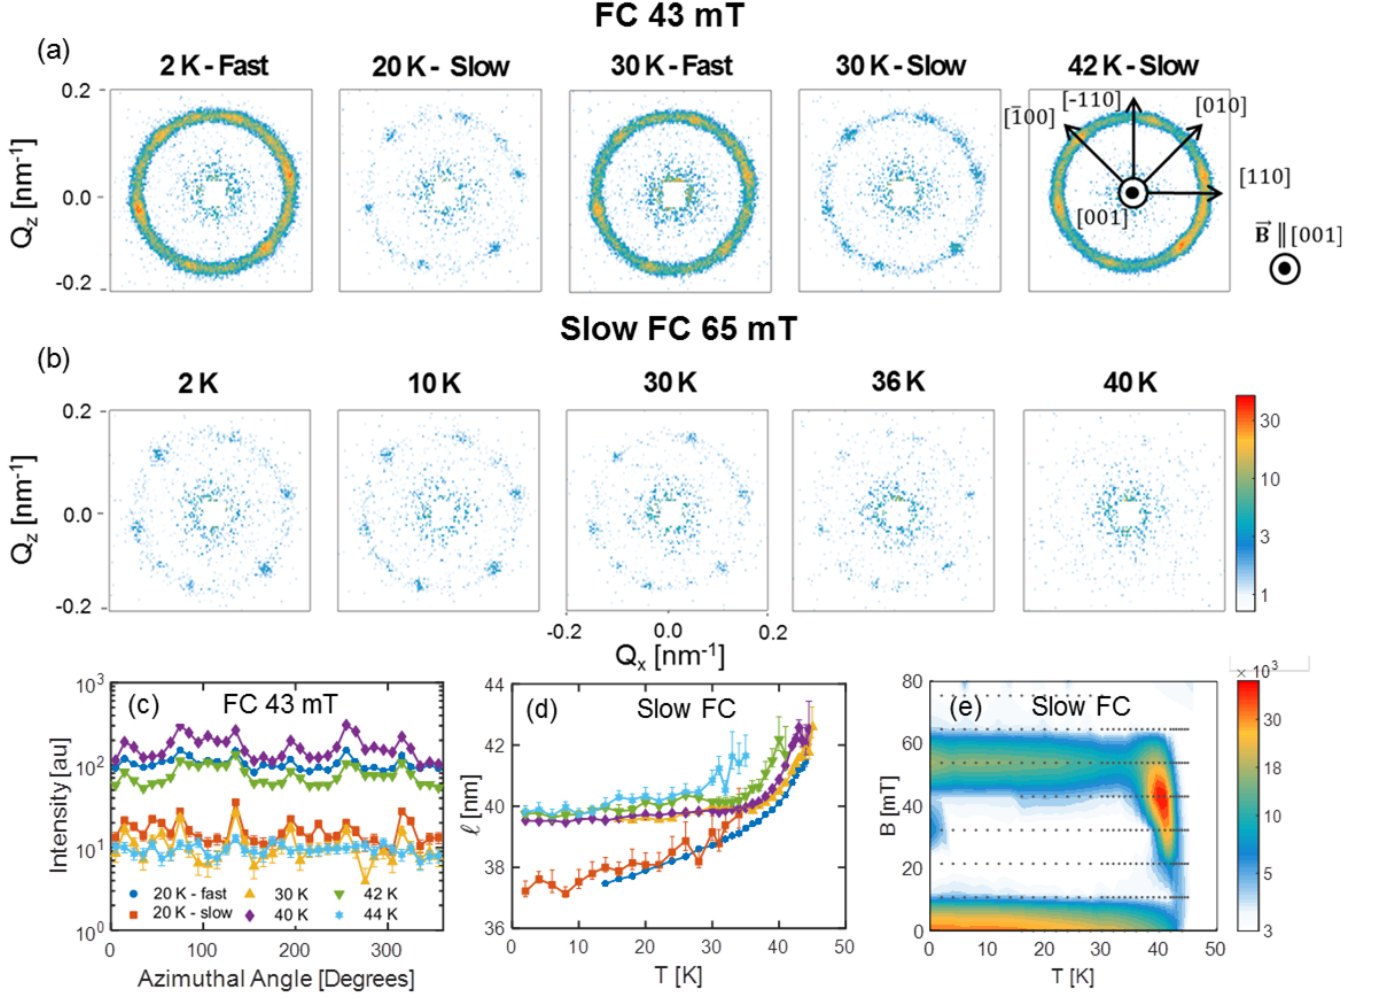 FC 43 mT
(a)
2 K - Fast
20 K - Slow
30 K - Fast
30 K - Slow
42 K - Slow
0.2
0.0
-0.2
Q_z [nm⁻¹]
[1̄00]
[-110]
[010]
[110]
[001]
B⃗ ∥ [001]
Slow FC 65 mT
(b)
2 K
10 K
30 K
36 K
40 K
0.2
0.0
-0.2
Q_z [nm⁻¹]
-0.2
0.0
0.2
Q_x [nm⁻¹]
30
10
3
1
(c)
FC 43 mT
10³
10²
10¹
10⁰
Intensity [au]
20 K - fast
30 K
42 K
20 K - slow
40 K
44 K
0
100
200
300
Azimuthal Angle [Degrees]
(d)
Slow FC
44
42
40
38
36
ℓ [nm]
0
10
20
30
40
50
T [K]
(e)
Slow FC
80
60
40
20
0
B [mT]
0
10
20
30
40
50
T [K]
× 10³
30
18
10
5
3